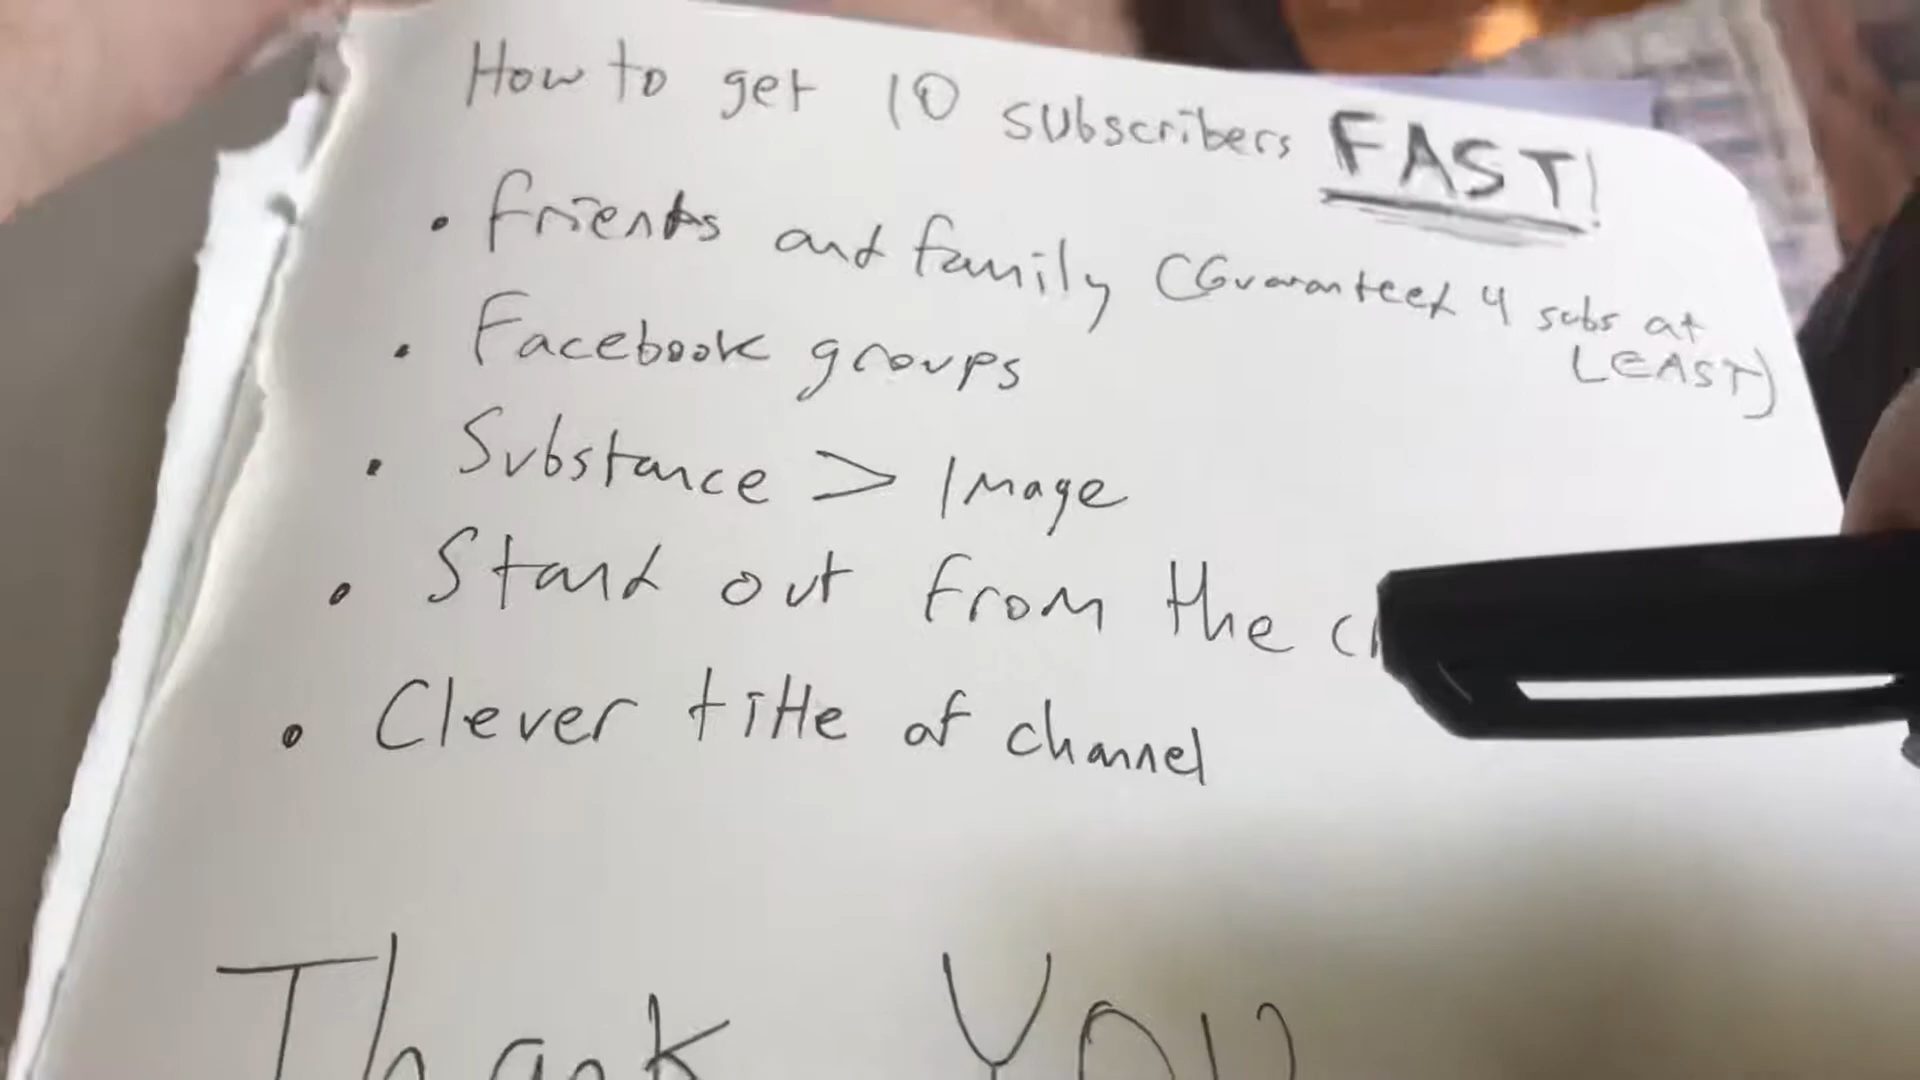 How to get 10 subscribers FAST!
• friends and family (Guaranteed 4 subs at
LEAST)
• Facebook groups
• Substance > Image
• Stand out from the
• Clever title of channel
Thank You